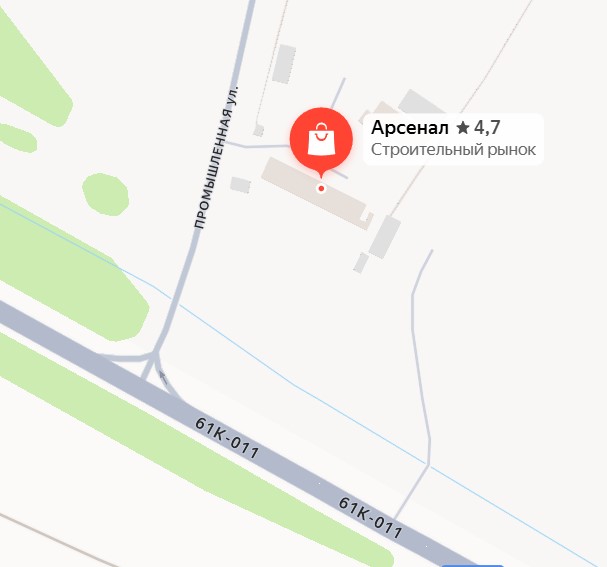 ПРОМЫШЛЕННАЯ ул.
Арсенал ★ 4,7
Строительный рынок
61К-011
61К-011